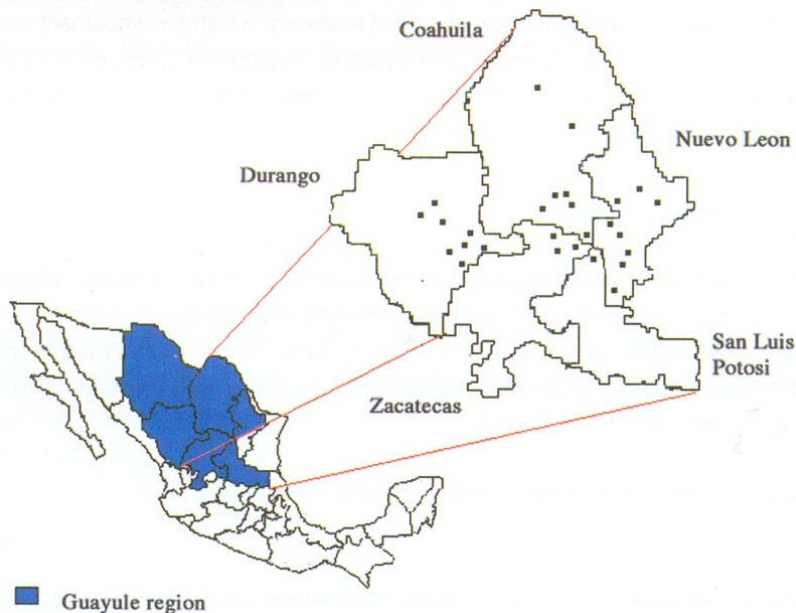 Coahuila
Nuevo Leon
Durango
San Luis
Potosi
Zacatecas
Guayule region